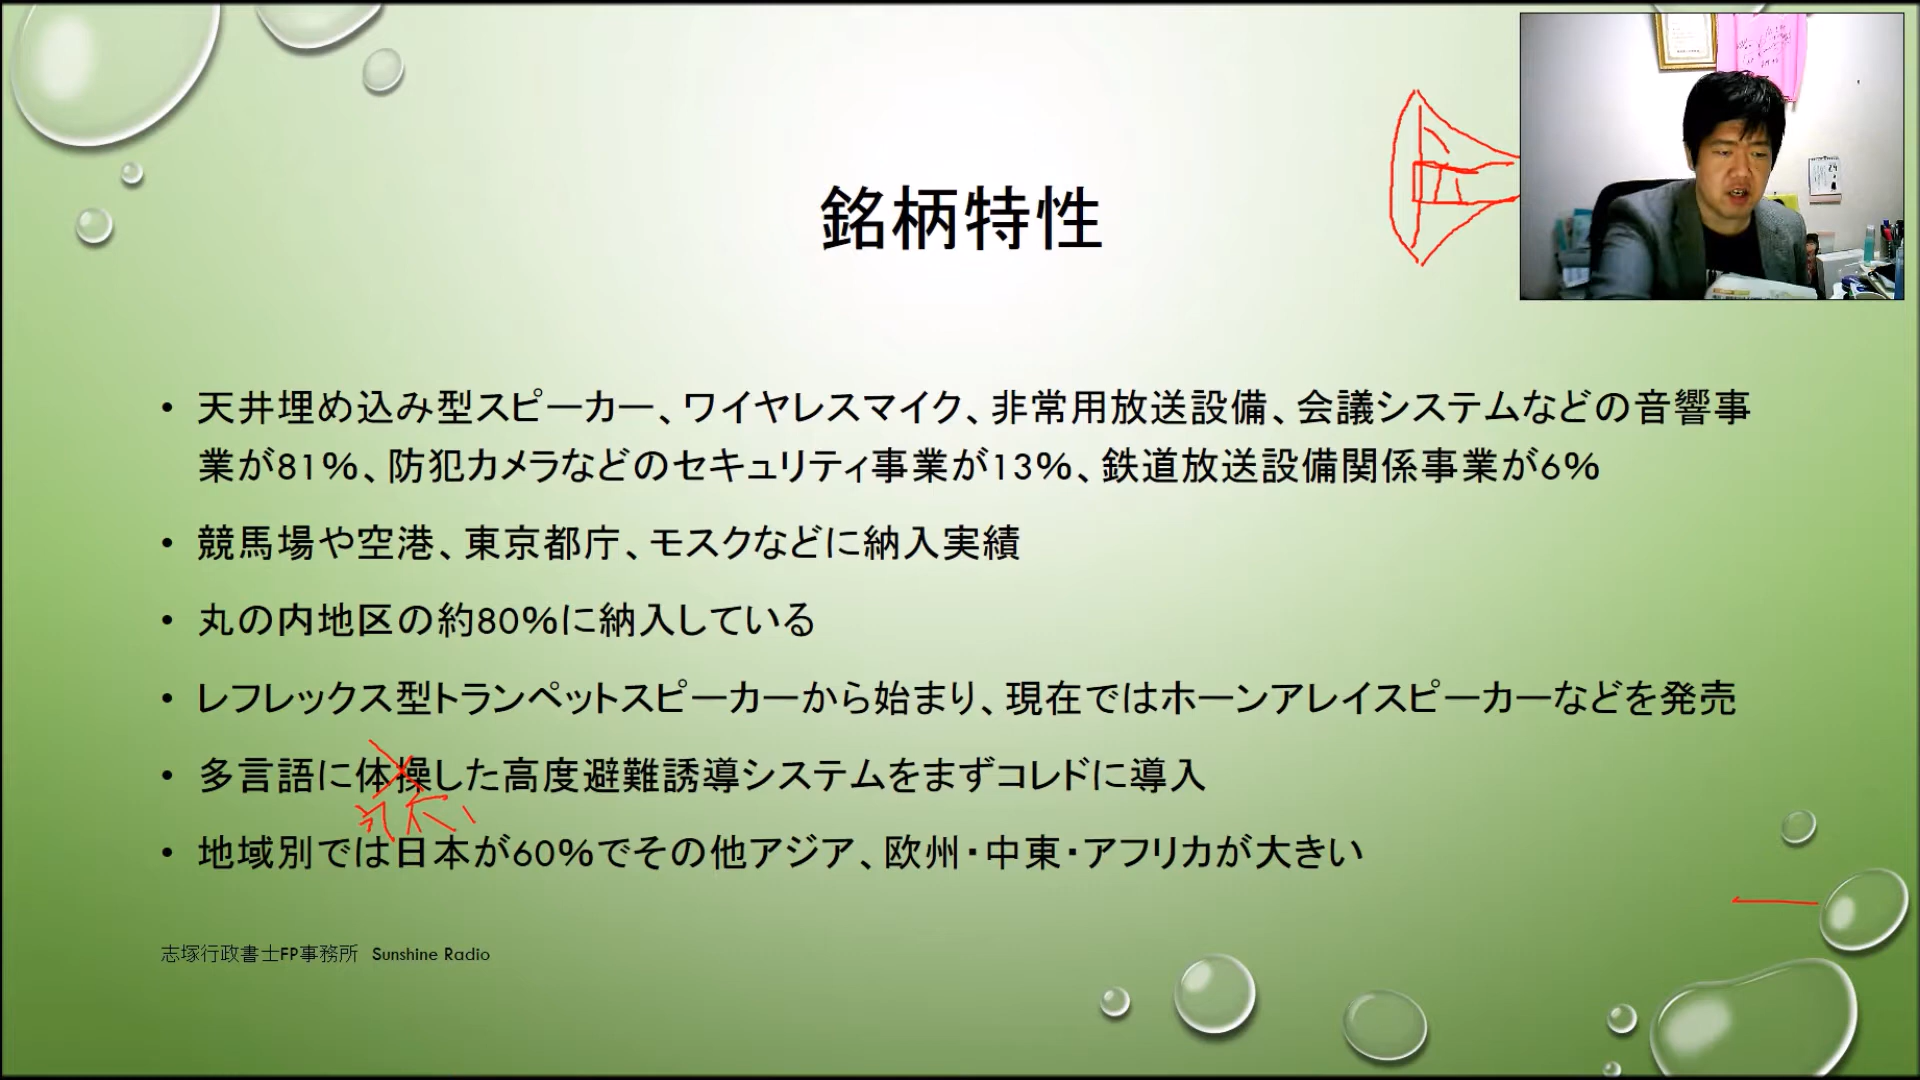 銘柄特性
• 天井埋め込み型スピーカー、ワイヤレスマイク、非常用放送設備、会議システムなどの音響事
業が81%、防犯カメラなどのセキュリティ事業が13%、鉄道放送設備関係事業が6%
• 競馬場や空港、東京都庁、モスクなどに納入実績
• 丸の内地区の約80%に納入している
• レフレックス型トランペットスピーカーから始まり、現在ではホーンアレイスピーカーなどを発売
• 多言語に体操した高度避難誘導システムをまずコレドに導入
• 地域別では日本が60%でその他アジア、欧州・中東・アフリカが大きい
志塚行政書士FP事務所 Sunshine Radio